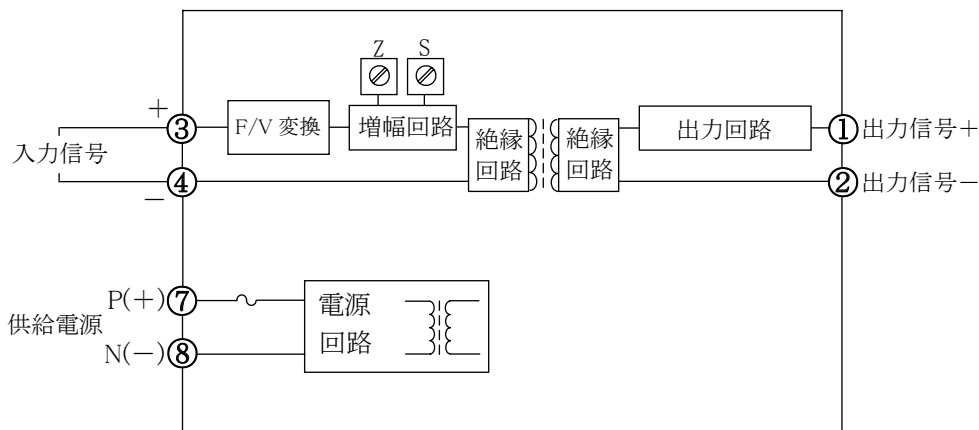 Z
S
+
③
F/V 変換
増幅回路
絶縁
回路
絶縁
回路
出力回路
①
出力信号+
入力信号
④
−
②
出力信号−
P(+)
⑦
供給電源
N(−)
⑧
電源
回路